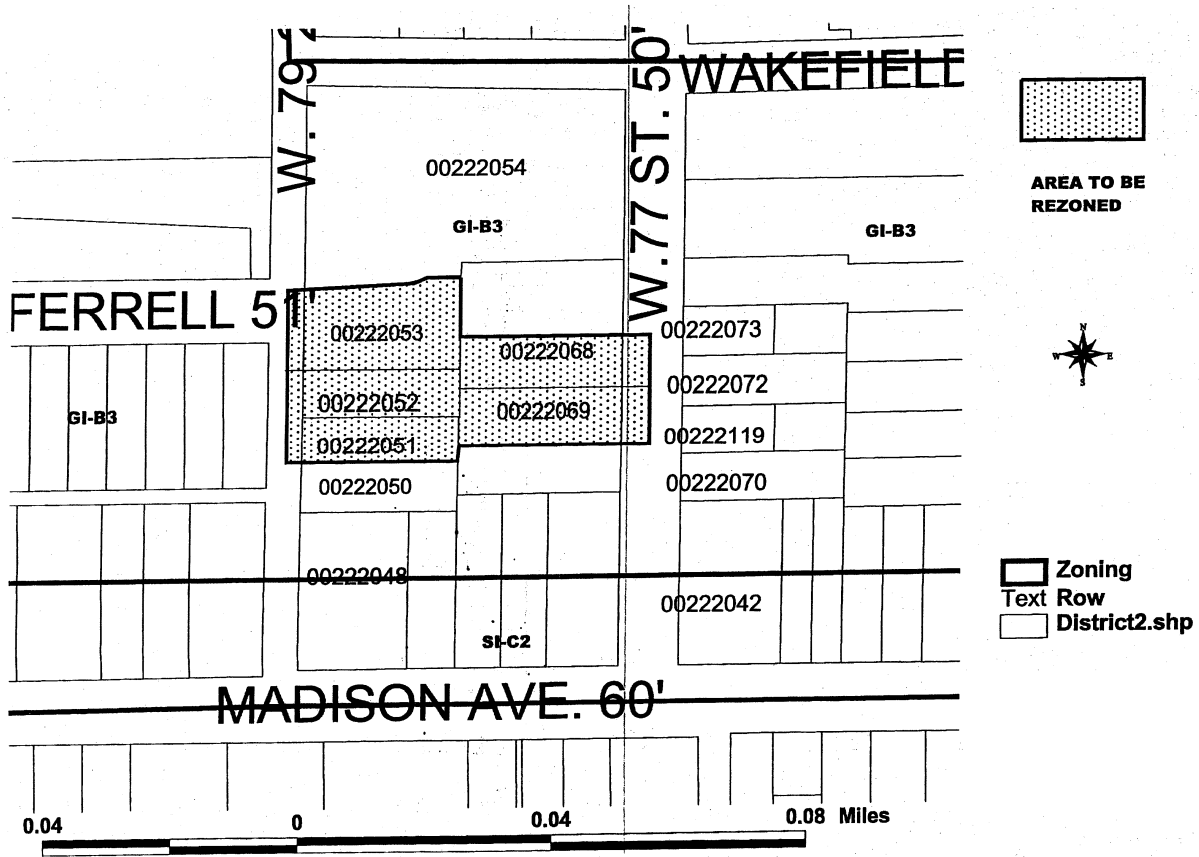 WAKEFIELD
W. 79
W.77 ST. 50'
00222054
GI-B3
GI-B3
AREA TO BE
REZONED
FERRELL 51'
00222053
00222068
00222073
N
W
E
S
00222052
00222069
00222072
GI-B3
00222051
00222119
00222050
00222070
00222048
00222042
SI-C2
Zoning
Text Row
District2.shp
MADISON AVE. 60'
0.04
0
0.04
0.08 Miles